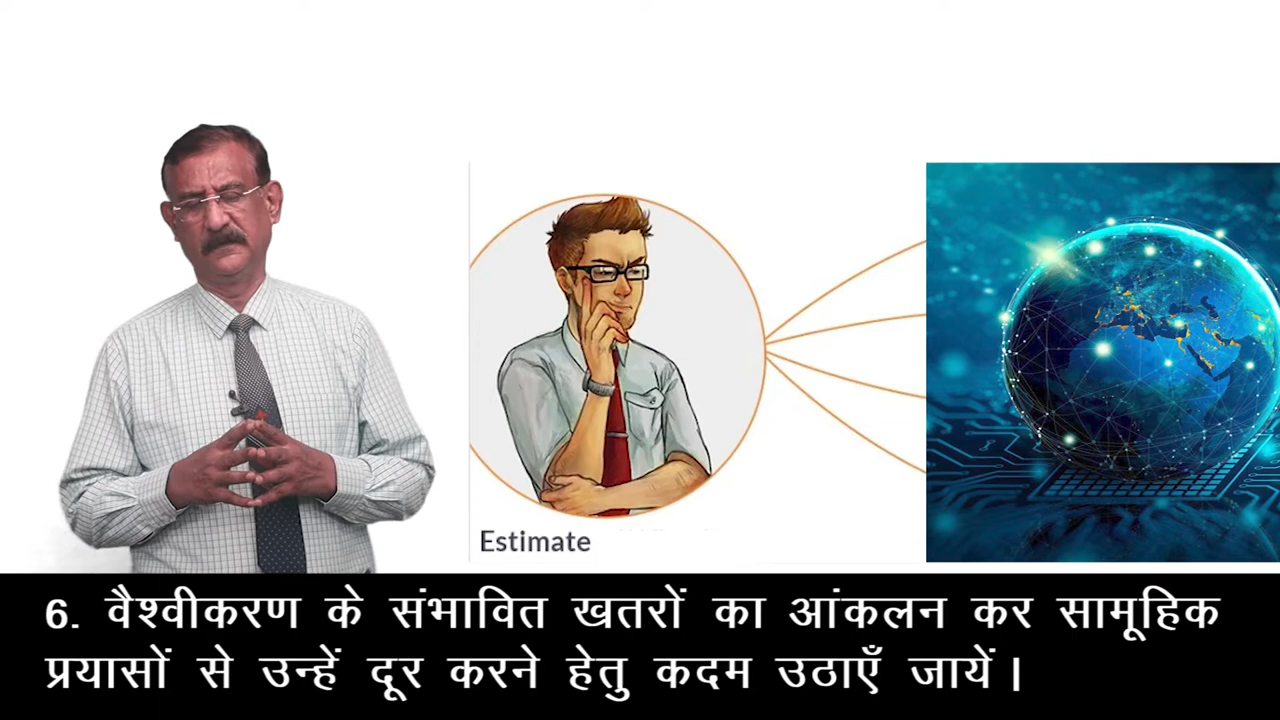 Estimate
6. वैश्वीकरण के संभावित खतरों का आंकलन कर सामूहिक
प्रयासों से उन्हें दूर करने हेतु कदम उठाएँ जायें।